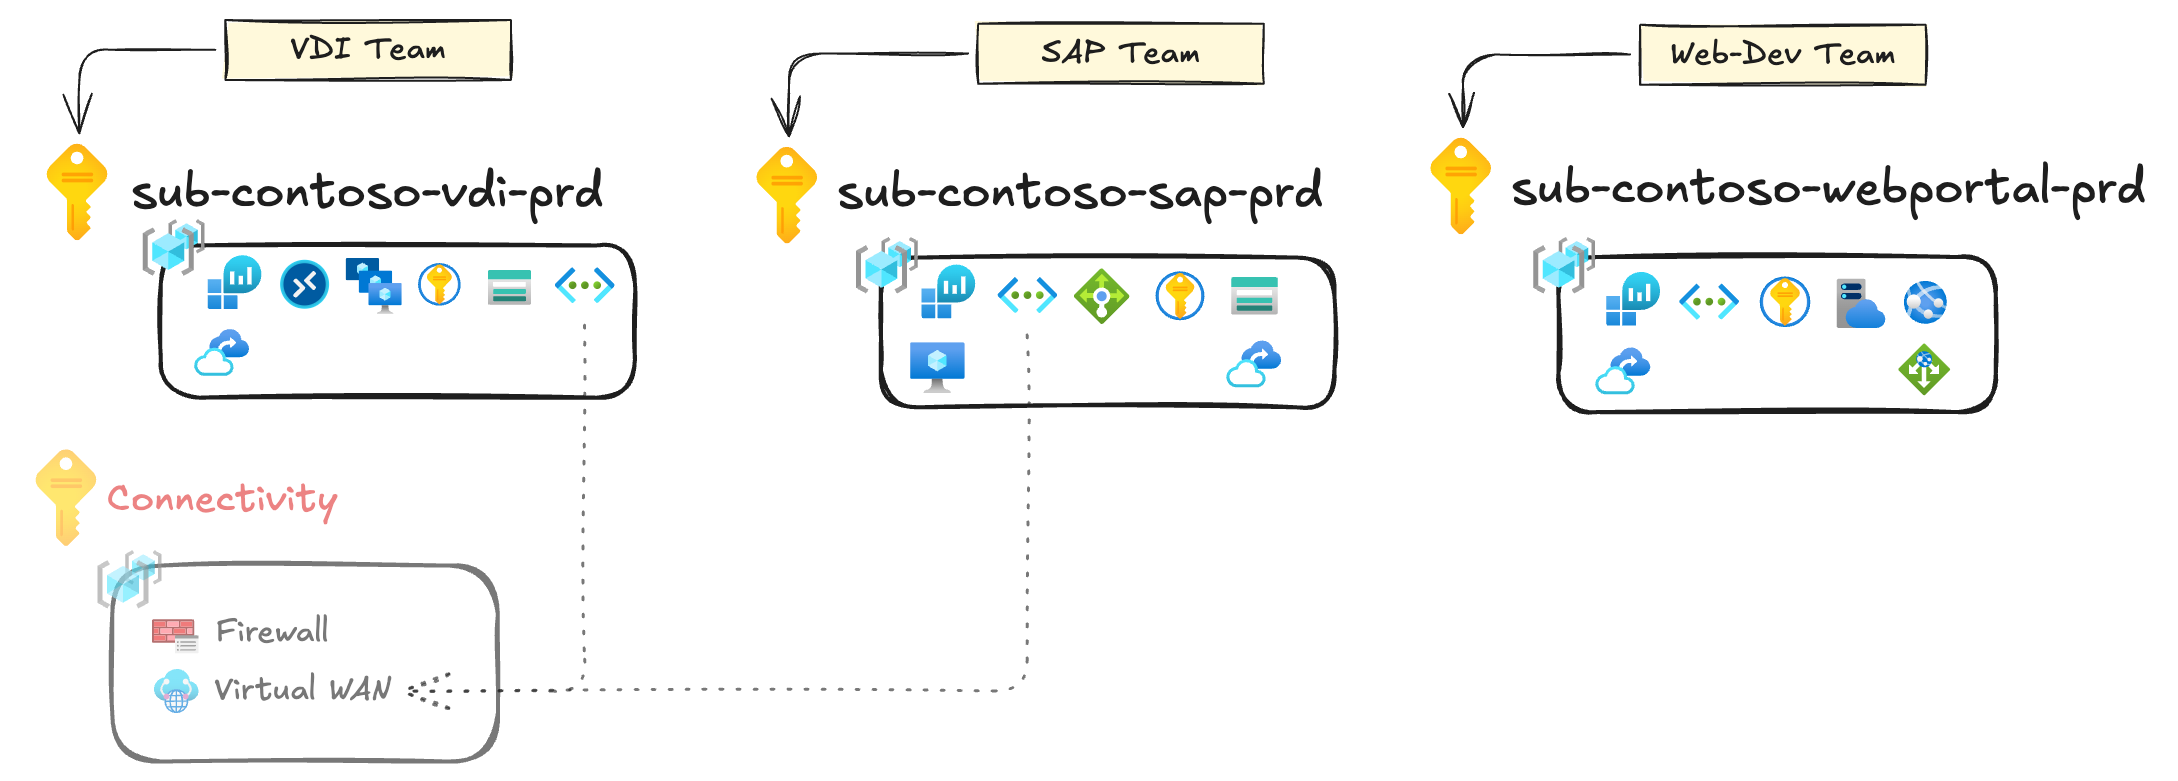 VDI Team
SAP Team
Web-Dev Team
sub-contoso-vdi-prd
sub-contoso-sap-prd
sub-contoso-webportal-prd
Connectivity
Firewall
Virtual WAN